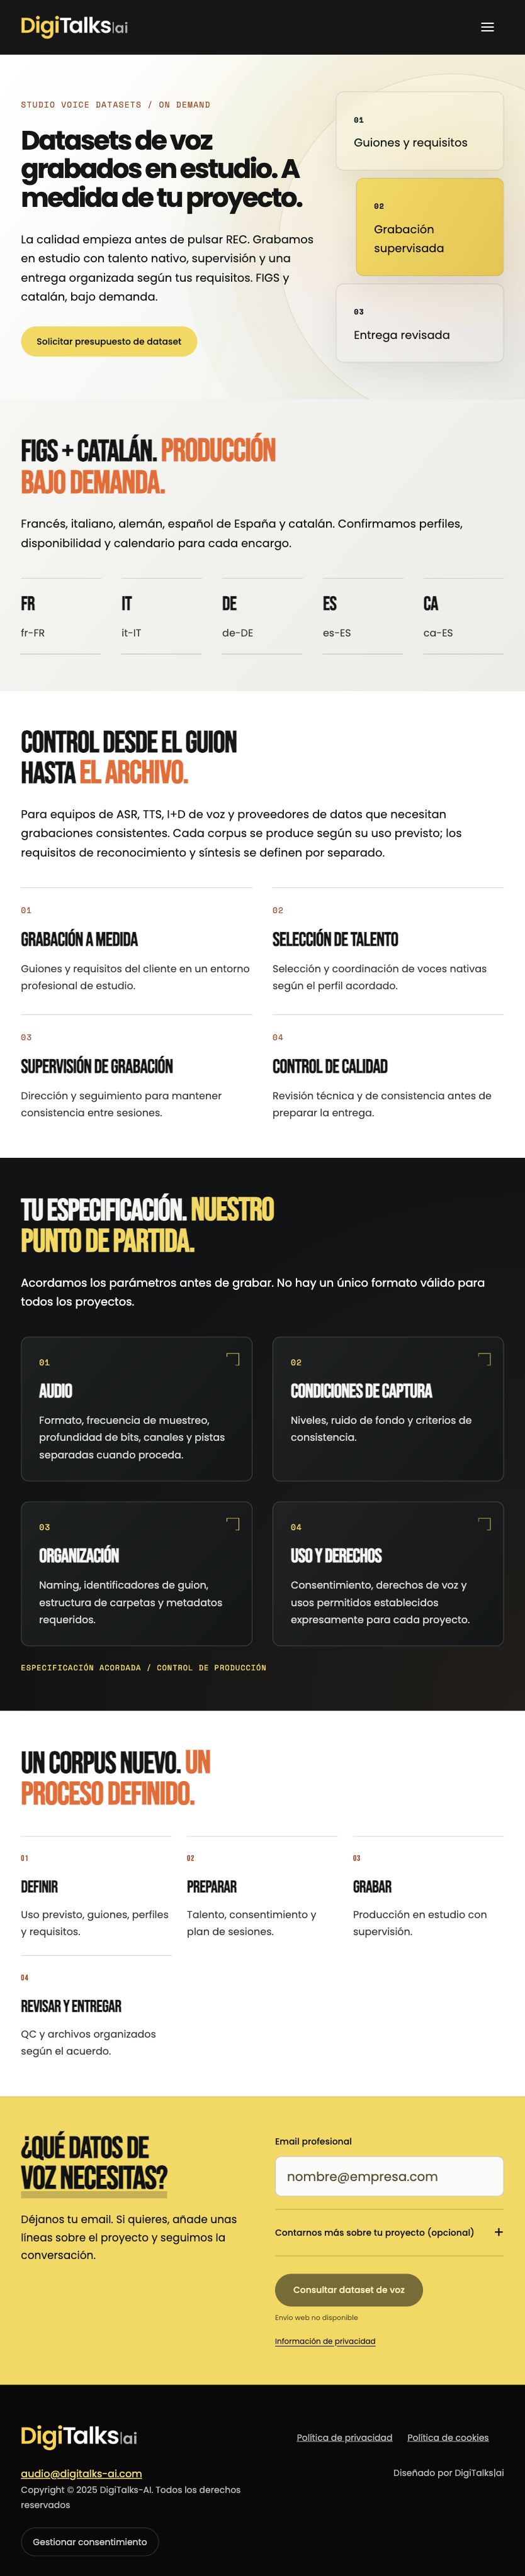 DigiTalks|ai
STUDIO VOICE DATASETS / ON DEMAND
Datasets de voz
grabados en estudio. A
medida de tu proyecto.
La calidad empieza antes de pulsar REC. Grabamos
en estudio con talento nativo, supervisión y una
entrega organizada según tus requisitos. FIGS y
catalán, bajo demanda.
Solicitar presupuesto de dataset
01
Guiones y requisitos
02
Grabación
supervisada
03
Entrega revisada
FIGS + CATALÁN. PRODUCCIÓN
BAJO DEMANDA.
Francés, italiano, alemán, español de España y catalán. Confirmamos perfiles,
disponibilidad y calendario para cada encargo.
FR
fr-FR
IT
it-IT
DE
de-DE
ES
es-ES
CA
ca-ES
CONTROL DESDE EL GUION
HASTA EL ARCHIVO.
Para equipos de ASR, TTS, I+D de voz y proveedores de datos que necesitan
grabaciones consistentes. Cada corpus se produce según su uso previsto; los
requisitos de reconocimiento y síntesis se definen por separado.
01
GRABACIÓN A MEDIDA
Guiones y requisitos del cliente en un entorno
profesional de estudio.
02
SELECCIÓN DE TALENTO
Selección y coordinación de voces nativas
según el perfil acordado.
03
SUPERVISIÓN DE GRABACIÓN
Dirección y seguimiento para mantener
consistencia entre sesiones.
04
CONTROL DE CALIDAD
Revisión técnica y de consistencia antes de
preparar la entrega.
TU ESPECIFICACIÓN. NUESTRO
PUNTO DE PARTIDA.
Acordamos los parámetros antes de grabar. No hay un único formato válido para
todos los proyectos.
01
AUDIO
Formato, frecuencia de muestreo,
profundidad de bits, canales y pistas
separadas cuando proceda.
02
CONDICIONES DE CAPTURA
Niveles, ruido de fondo y criterios de
consistencia.
03
ORGANIZACIÓN
Naming, identificadores de guion,
estructura de carpetas y metadatos
requeridos.
04
USO Y DERECHOS
Consentimiento, derechos de voz y
usos permitidos establecidos
expresamente para cada proyecto.
ESPECIFICACIÓN ACORDADA / CONTROL DE PRODUCCIÓN
UN CORPUS NUEVO. UN
PROCESO DEFINIDO.
01
DEFINIR
Uso previsto, guiones, perfiles
y requisitos.
02
PREPARAR
Talento, consentimiento y
plan de sesiones.
03
GRABAR
Producción en estudio con
supervisión.
04
REVISAR Y ENTREGAR
QC y archivos organizados
según el acuerdo.
¿QUÉ DATOS DE
VOZ NECESITAS?
Déjanos tu email. Si quieres, añade unas
líneas sobre el proyecto y seguimos la
conversación.
Email profesional
nombre@empresa.com
Contarnos más sobre tu proyecto (opcional) +
Consultar dataset de voz
Envío web no disponible
Información de privacidad
DigiTalks|ai
audio@digitalks-ai.com
Copyright © 2025 DigiTalks-AI. Todos los derechos
reservados
Gestionar consentimiento
Política de privacidad
Política de cookies
Diseñado por DigiTalks|ai